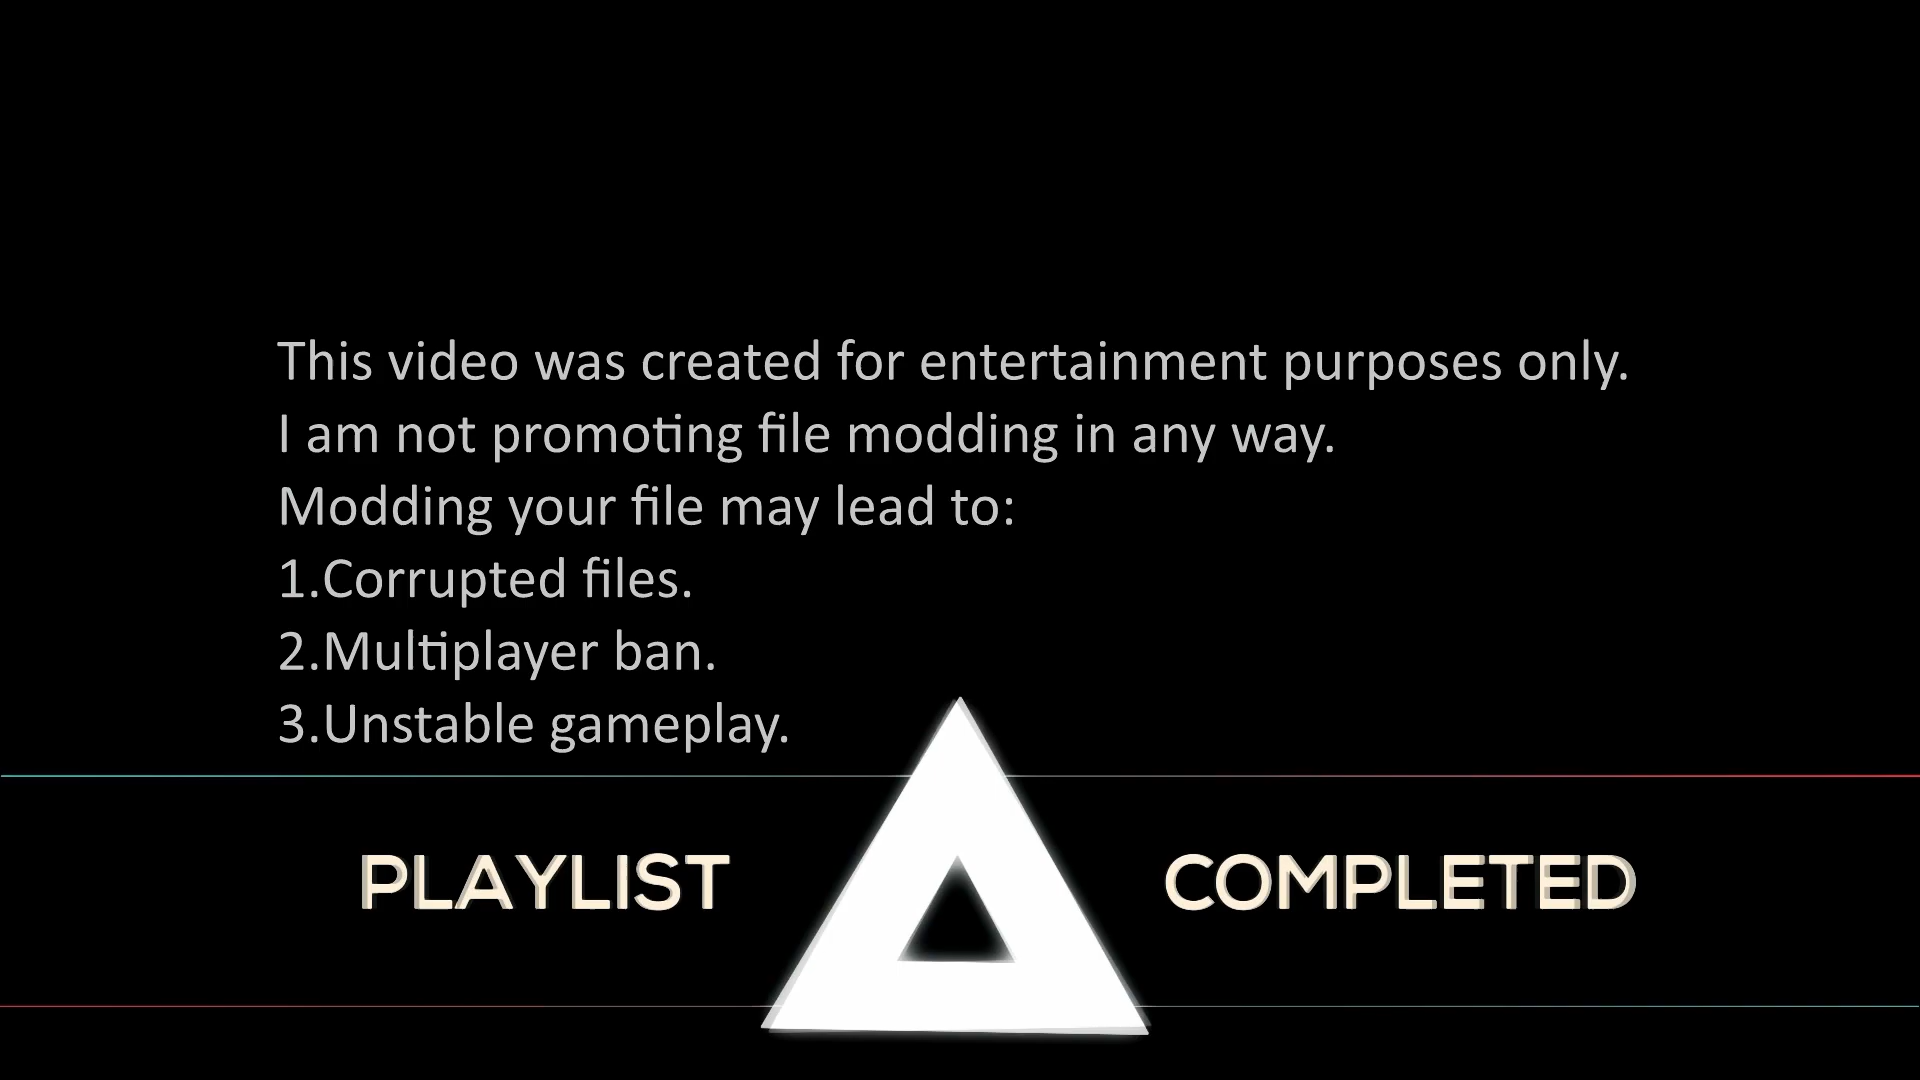 This video was created for entertainment purposes only.
I am not promoting file modding in any way.
Modding your file may lead to:
1.Corrupted files.
2.Multiplayer ban.
3.Unstable gameplay.
PLAYLIST COMPLETED